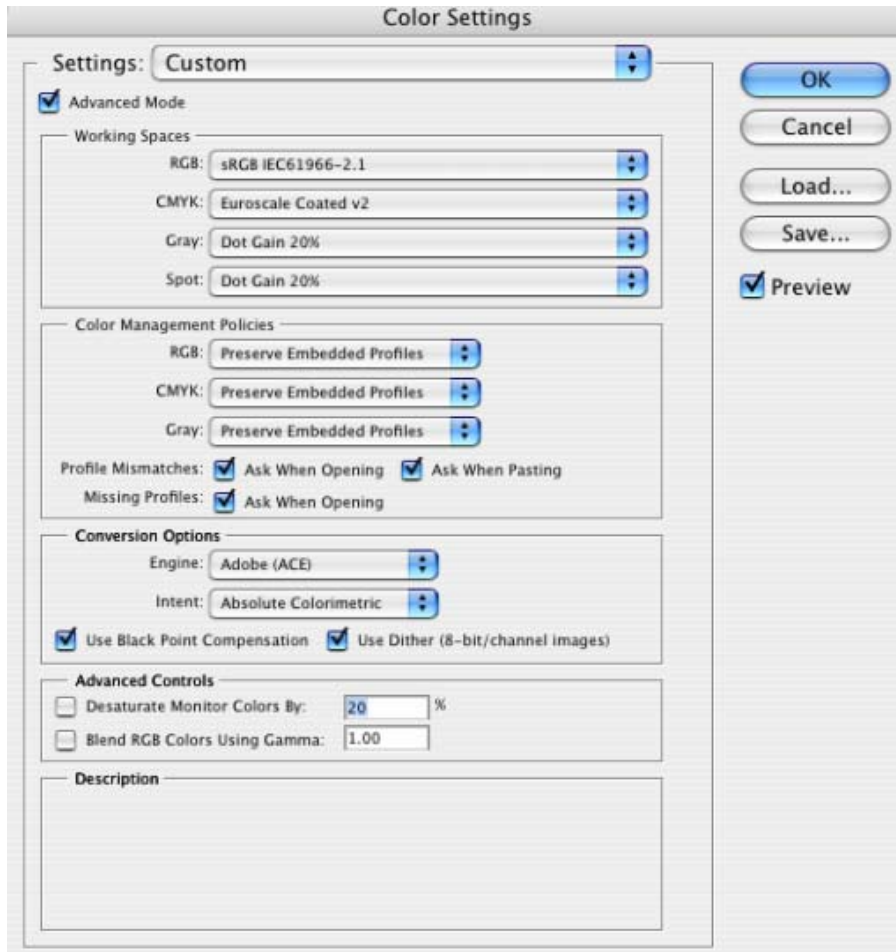 Color Settings
Settings: Custom
OK
Advanced Mode
Cancel
Working Spaces
RGB: sRGB IEC61966-2.1
Load...
CMYK: Euroscale Coated v2
Save...
Gray: Dot Gain 20%
Spot: Dot Gain 20%
Preview
Color Management Policies
RGB: Preserve Embedded Profiles
CMYK: Preserve Embedded Profiles
Gray: Preserve Embedded Profiles
Profile Mismatches: Ask When Opening Ask When Pasting
Missing Profiles: Ask When Opening
Conversion Options
Engine: Adobe (ACE)
Intent: Absolute Colorimetric
Use Black Point Compensation Use Dither (8-bit/channel images)
Advanced Controls
Desaturate Monitor Colors By: 20 %
Blend RGB Colors Using Gamma: 1.00
Description